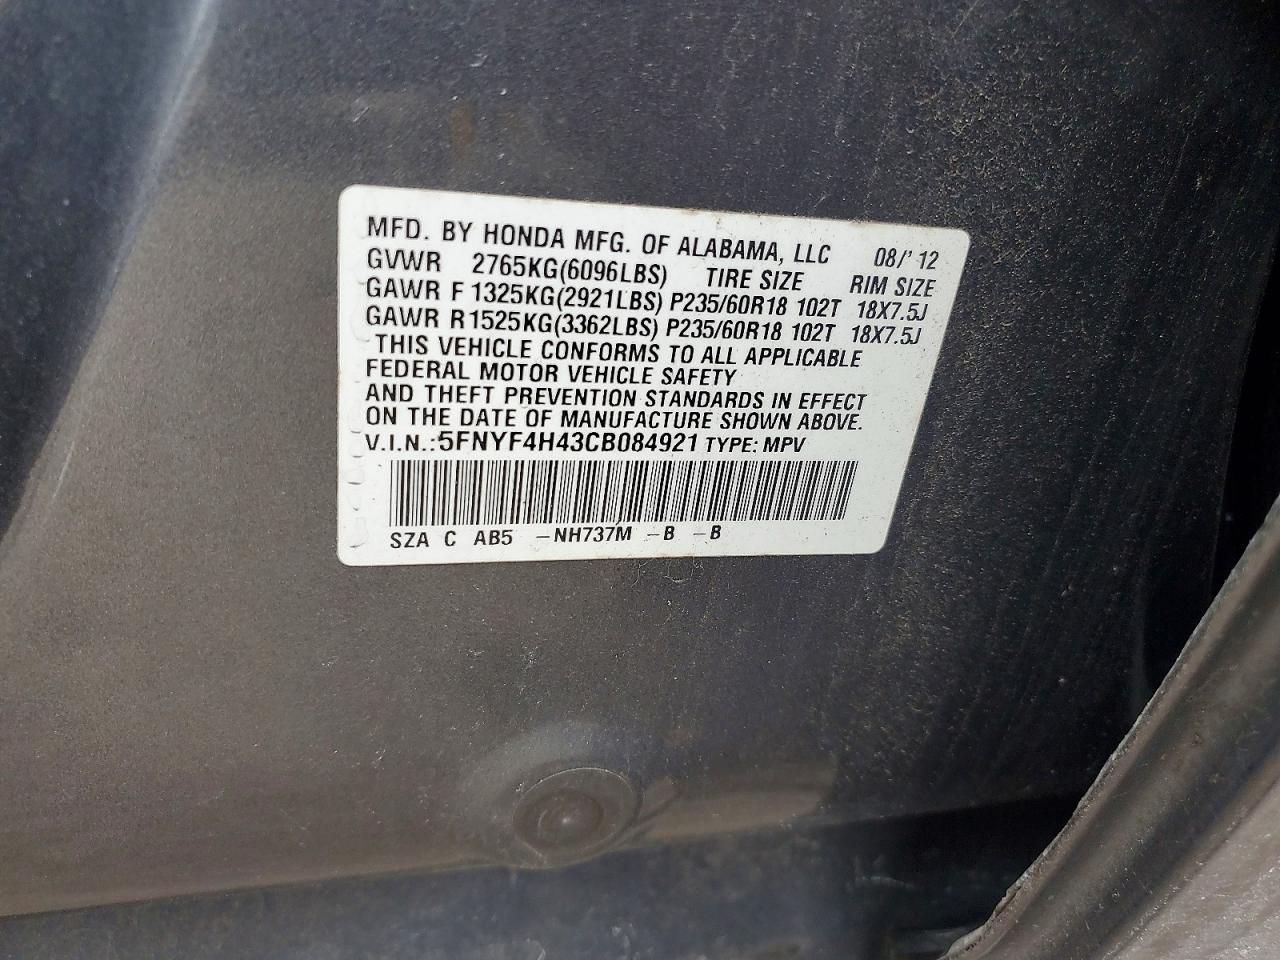 MFD. BY HONDA MFG. OF ALABAMA, LLC 08/'12
GVWR 2765KG(6096LBS) TIRE SIZE RIM SIZE
GAWR F 1325KG(2921LBS) P235/60R18 102T 18X7.5J
GAWR R1525KG(3362LBS) P235/60R18 102T 18X7.5J
THIS VEHICLE CONFORMS TO ALL APPLICABLE
FEDERAL MOTOR VEHICLE SAFETY
AND THEFT PREVENTION STANDARDS IN EFFECT
ON THE DATE OF MANUFACTURE SHOWN ABOVE.
V.I.N.:5FNYF4H43CB084921 TYPE: MPV
SZA C AB5 -NH737M -B -B